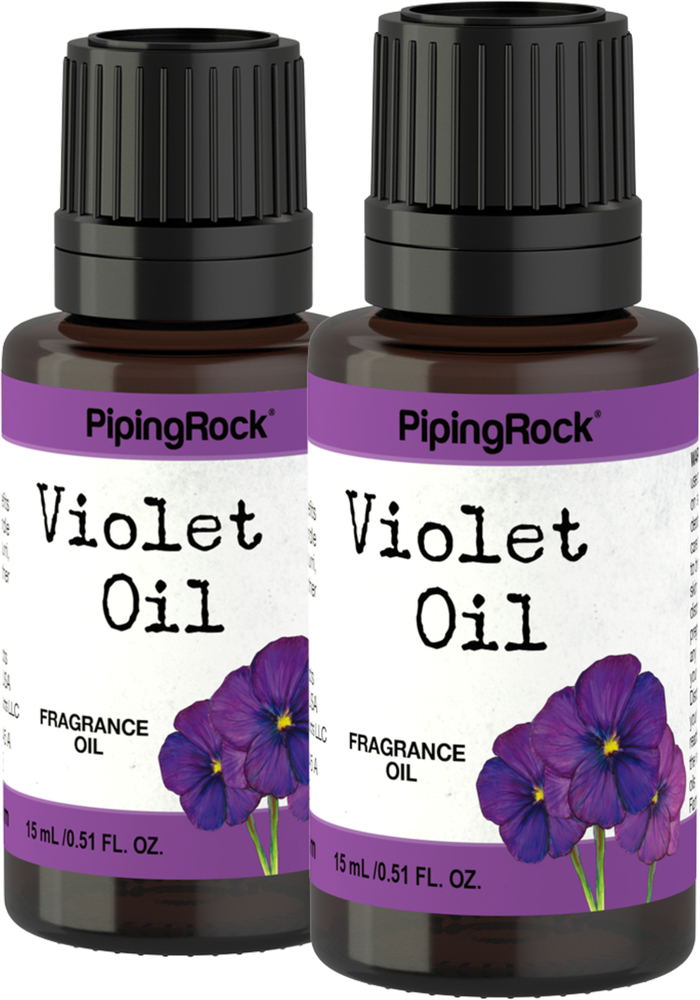 PipingRock®
Violet
Oil
FRAGRANCE
OIL
15 mL /0.51 FL. OZ.
PipingRock®
Violet
Oil
FRAGRANCE
OIL
15 mL /0.51 FL. OZ.